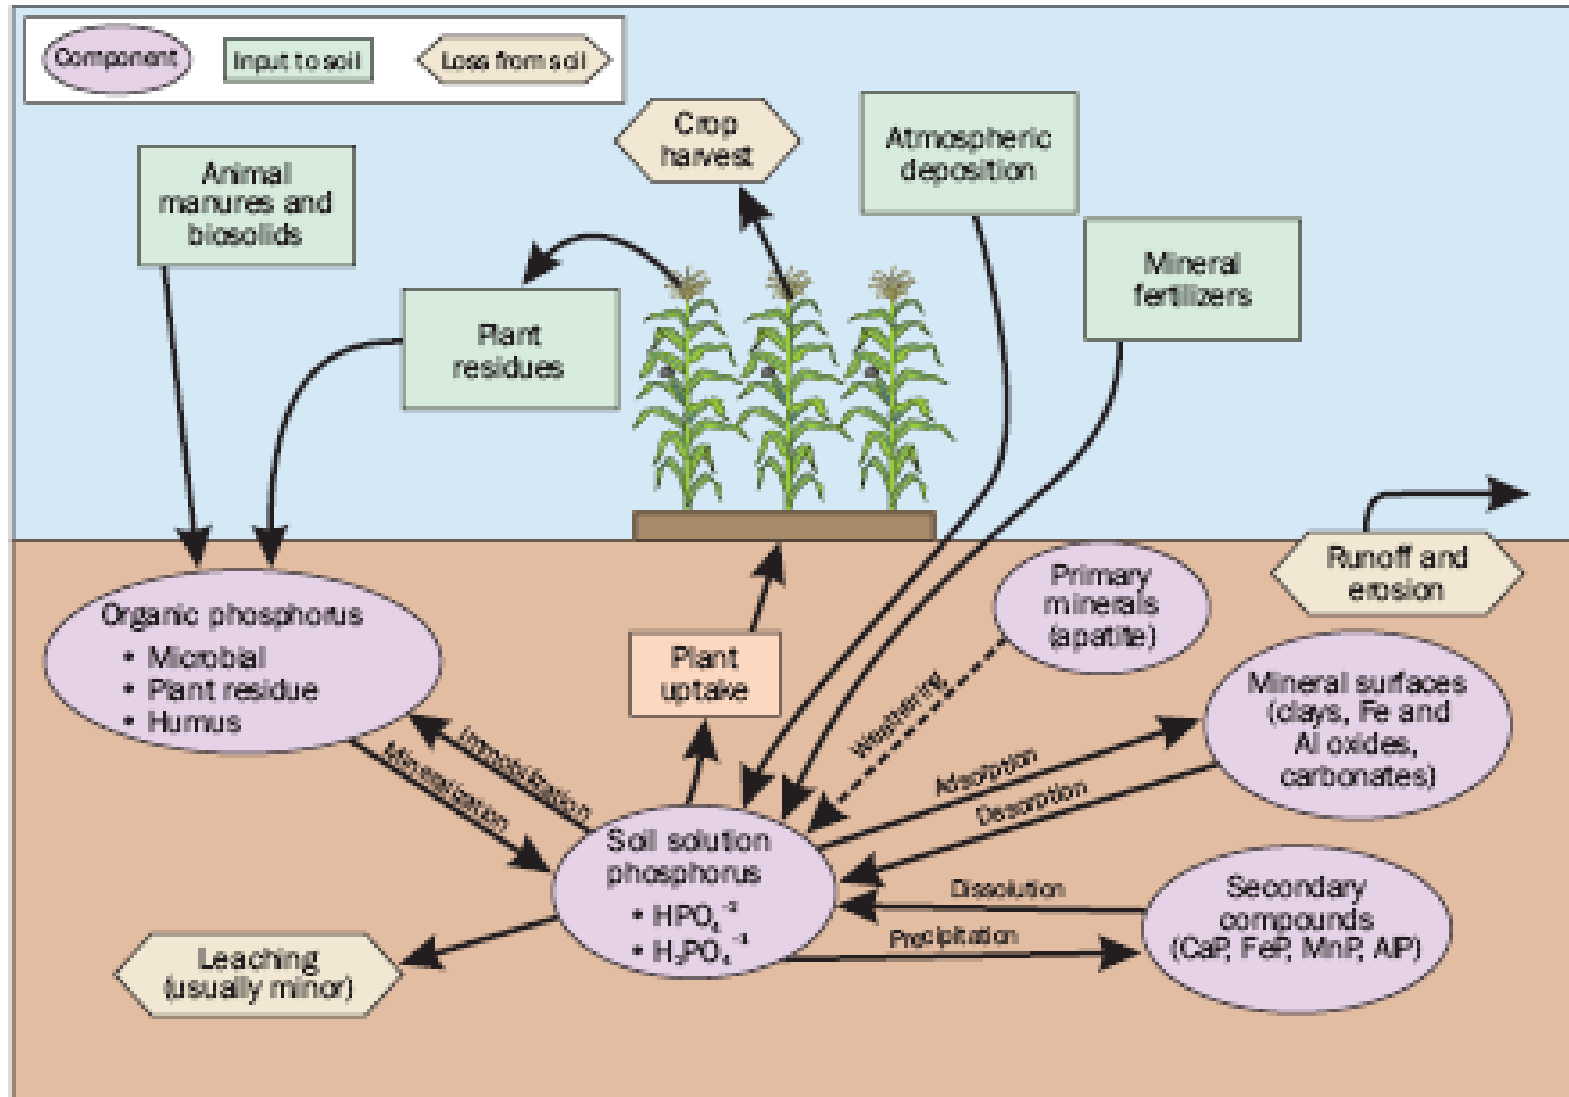 Component
Input to soil
Loss from soil
Crop
harvest
Atmospheric
deposition
Animal
manures and
biosolids
Mineral
fertilizers
Plant
residues
Runoff and
erosion
Primary
minerals
(apatite)
Organic phosphorus
• Microbial
• Plant residue
• Humus
Plant
uptake
Mineral surfaces
(clays, Fe and
Al oxides,
carbonates)
Weathering
Immobilization
Mineralization
Adsorption
Desorption
Soil solution
phosphorus
• HPO₄⁻²
• H₂PO₄⁻¹
Dissolution
Precipitation
Secondary
compounds
(CaP, FeP, MnP, AlP)
Leaching
(usually minor)